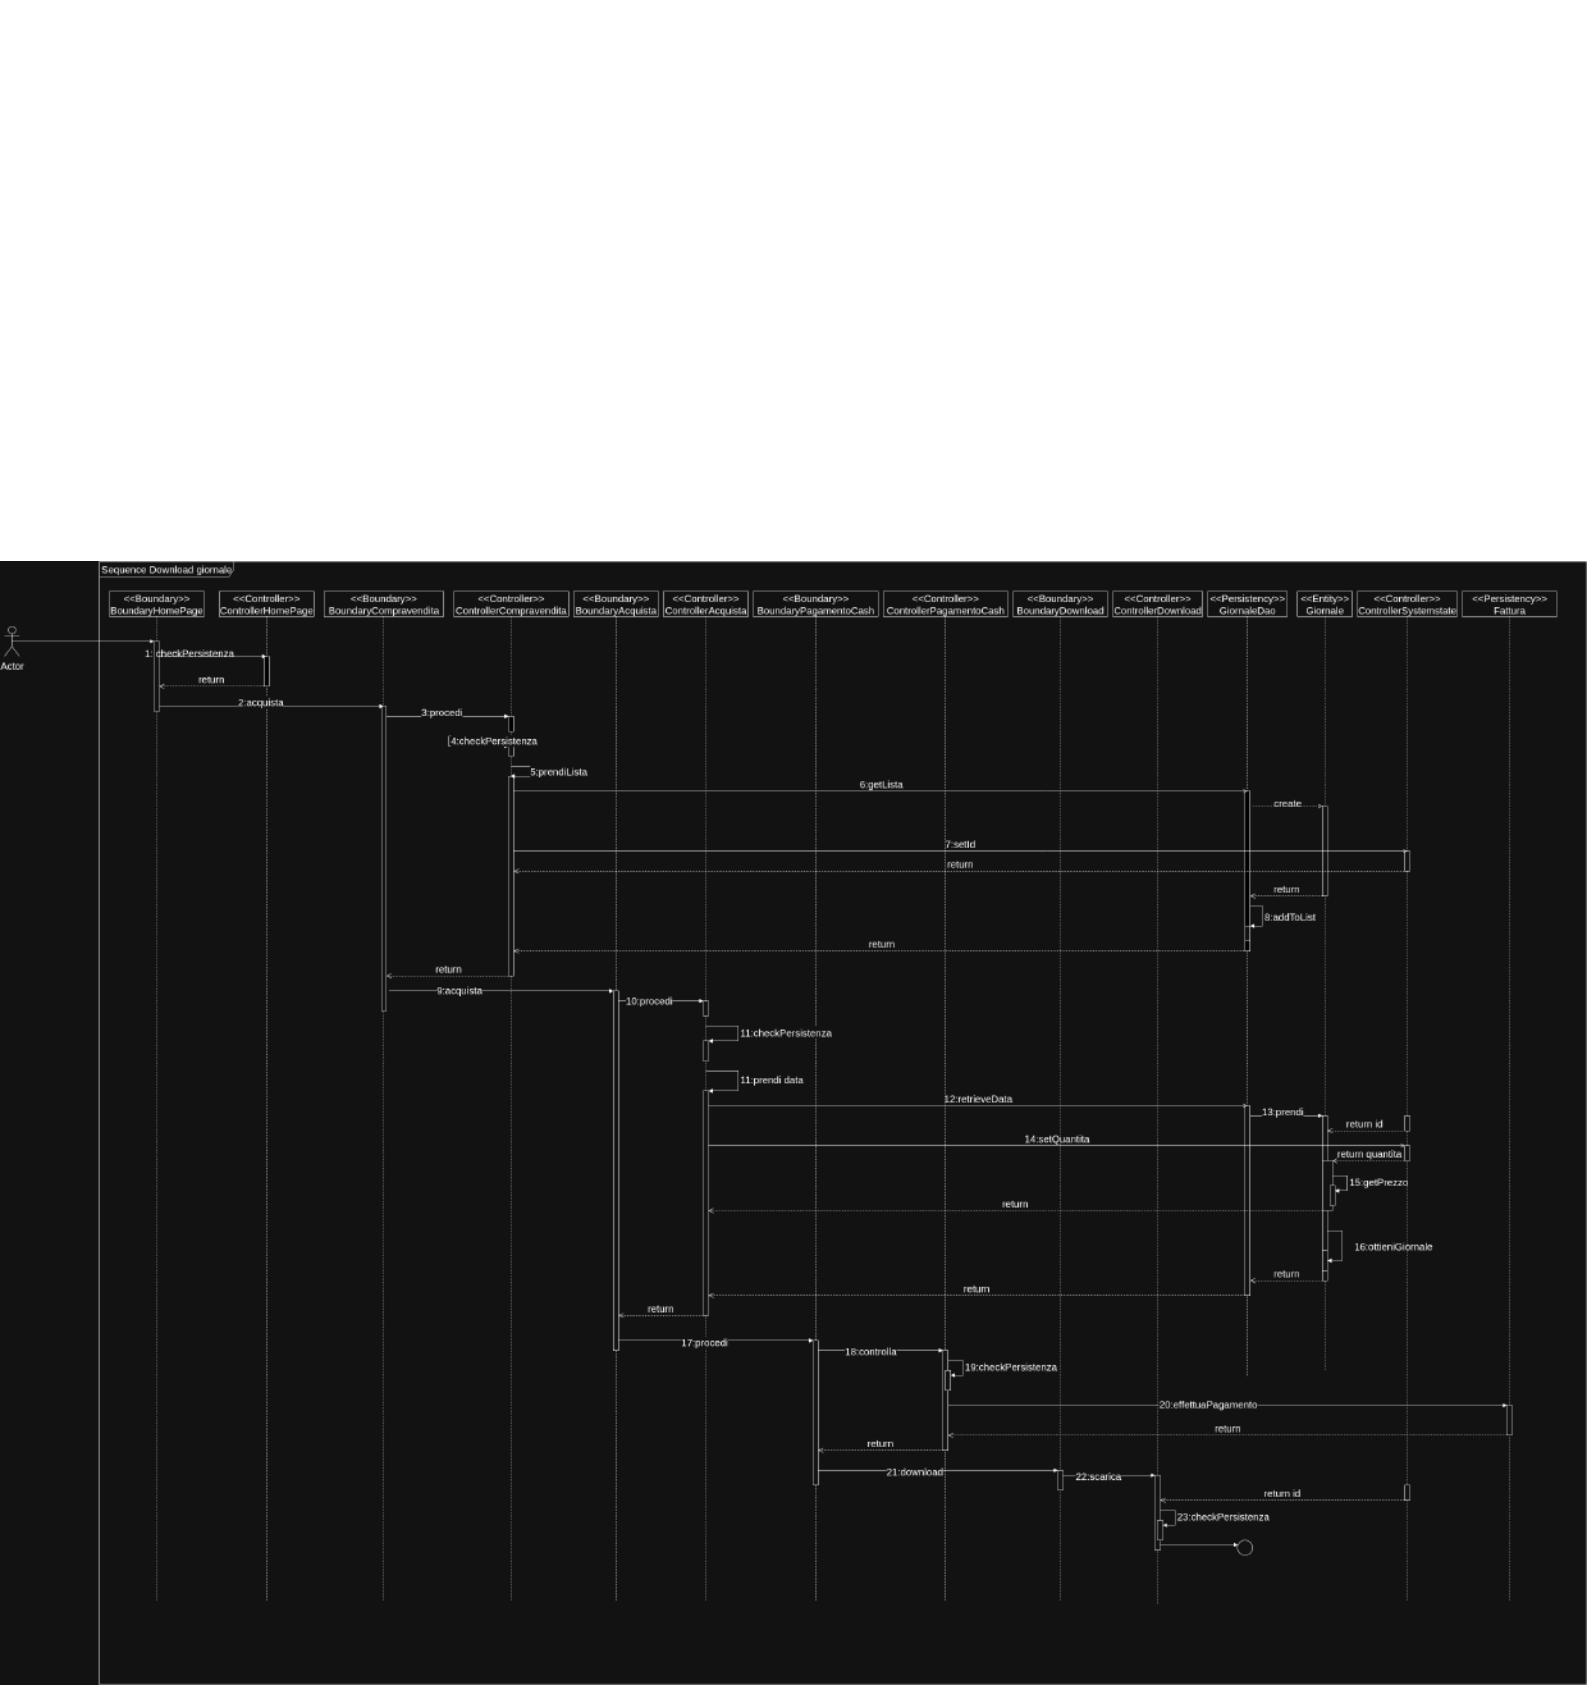 Sequence Download giornale
<<Boundary>>
BoundaryHomePage
<<Controller>>
ControllerHomePage
<<Boundary>>
BoundaryCompravendita
<<Controller>>
ControllerCompravendita
<<Boundary>>
BoundaryAcquista
<<Controller>>
ControllerAcquista
<<Boundary>>
BoundaryPagamentoCash
<<Controller>>
ControllerPagamentoCash
<<Boundary>>
BoundaryDownload
<<Controller>>
ControllerDownload
<<Persistency>>
GiornaleDao
<<Entity>>
Giornale
<<Controller>>
ControllerSystemstate
<<Persistency>>
Fattura
Actor
1: checkPersistenza
return
2:acquista
3:procedi
4:checkPersistenza
5:prendiLista
6:getLista
create
7:setId
return
return
8:addToList
return
return
9:acquista
10:procedi
11:checkPersistenza
11:prendi data
12:retrieveData
13:prendi
return id
14:setQuantita
return quantita
15:getPrezzo
return
16:ottieniGiornale
return
return
return
17:procedi
18:controlla
19:checkPersistenza
20:effettuaPagamento
return
return
21:download
22:scarica
return id
23:checkPersistenza